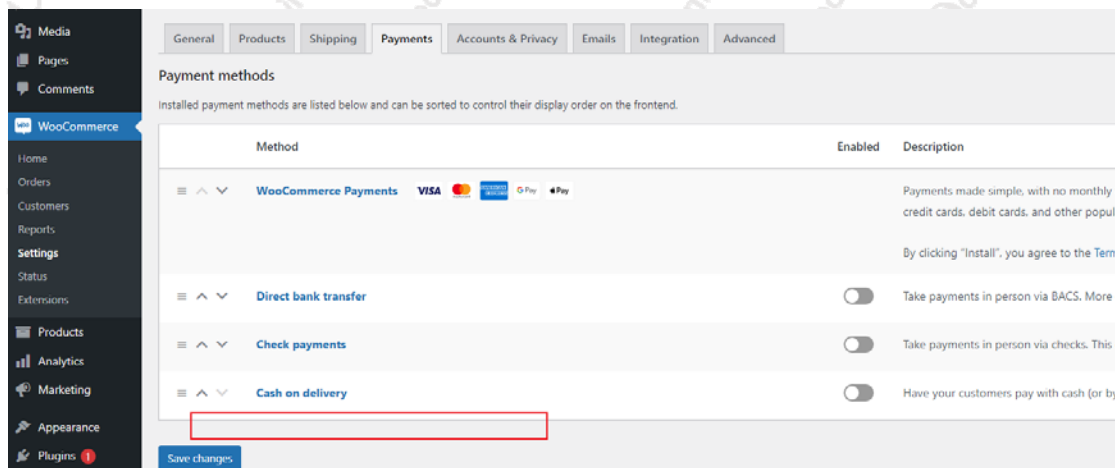 Media
Pages
Comments
WooCommerce
Home
Orders
Customers
Reports
Settings
Status
Extensions
Products
Analytics
Marketing
Appearance
Plugins 1
General Products Shipping Payments Accounts & Privacy Emails Integration Advanced
Payment methods
Installed payment methods are listed below and can be sorted to control their display order on the frontend.
Method Enabled Description
WooCommerce Payments VISA G Pay Pay
Payments made simple, with no monthly
credit cards, debit cards, and other popul
By clicking "Install", you agree to the Tern
Direct bank transfer Take payments in person via BACS. More
Check payments Take payments in person via checks. This
Cash on delivery Have your customers pay with cash (or by
Save changes